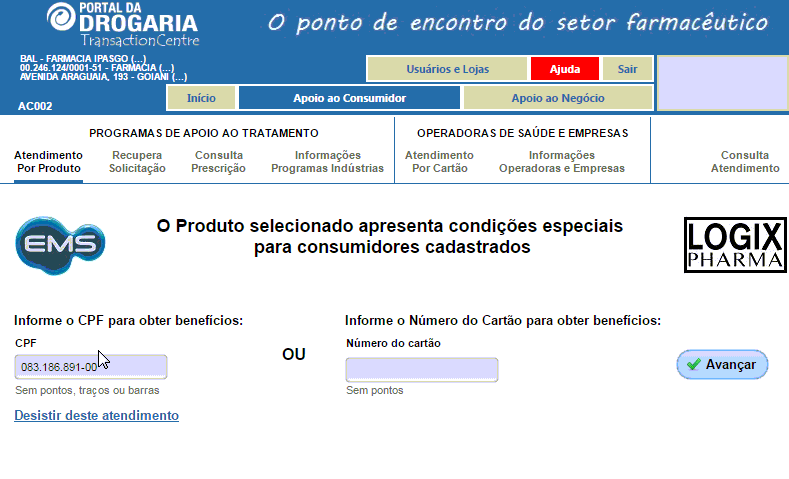 PORTAL DA
DROGARIA
TransactionCentre
O ponto de encontro do setor farmacêutico
BAL - FARMACIA IPASGO (...)
00.246.124/0001-51 - FARMACIA (...)
AVENIDA ARAGUAIA, 193 - GOIANI (...)
AC002
Usuários e Lojas
Ajuda
Sair
Início
Apoio ao Consumidor
Apoio ao Negócio
PROGRAMAS DE APOIO AO TRATAMENTO
OPERADORAS DE SAÚDE E EMPRESAS
Atendimento
Por Produto
Recupera
Solicitação
Consulta
Prescrição
Informações
Programas Indústrias
Atendimento
Por Cartão
Informações
Operadoras e Empresas
Consulta
Atendimento
EMS
O Produto selecionado apresenta condições especiais
para consumidores cadastrados
LOGIX
PHARMA
Informe o CPF para obter benefícios:
CPF
083.186.891-00
Sem pontos, traços ou barras
OU
Informe o Número do Cartão para obter benefícios:
Número do cartão
Sem pontos
Avançar
Desistir deste atendimento